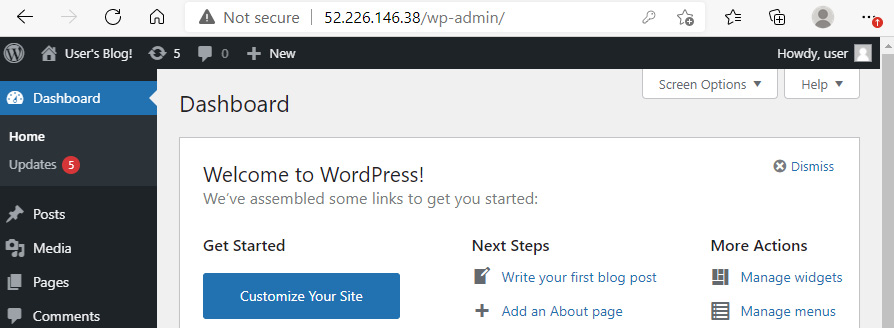 Not secure | 52.226.146.38/wp-admin/
User's Blog! 5 0 New Howdy, user
Screen Options Help
Dashboard
Dashboard
Home
Updates 5
Posts
Media
Pages
Comments
Welcome to WordPress!
Dismiss
We've assembled some links to get you started:
Get Started
Customize Your Site
Next Steps
Write your first blog post
Add an About page
More Actions
Manage widgets
Manage menus